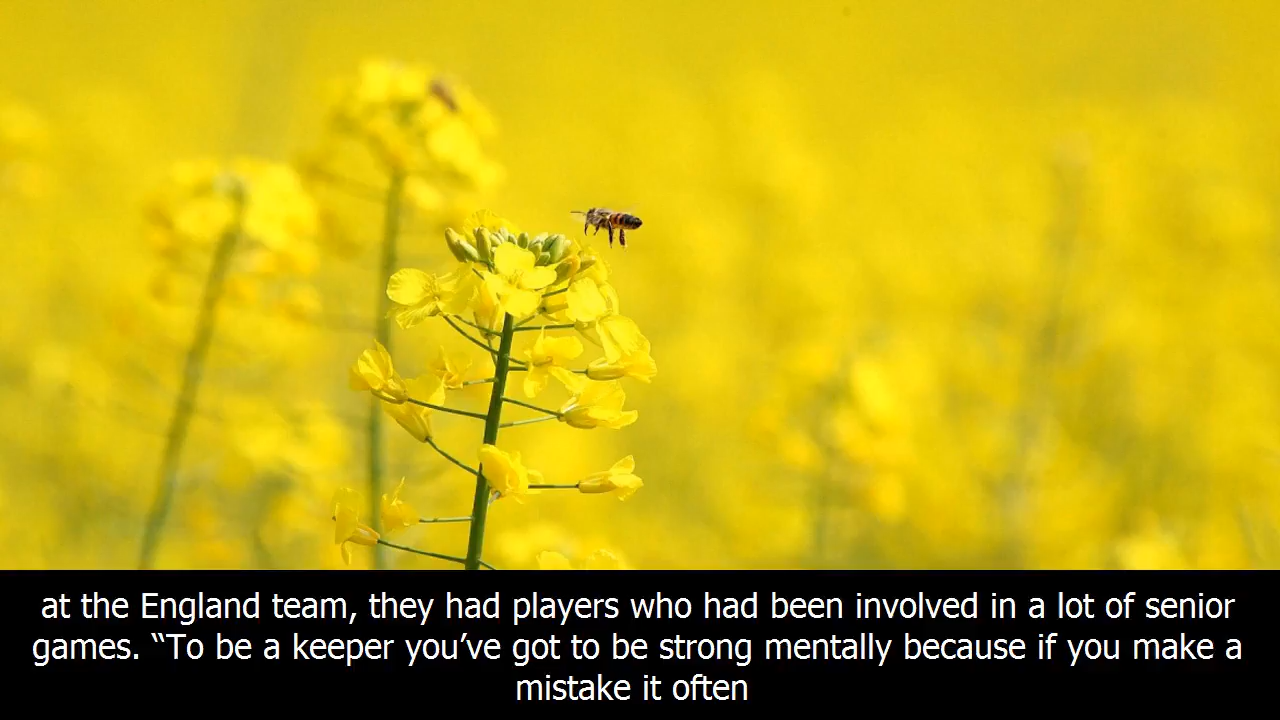 at the England team, they had players who had been involved in a lot of senior
games. “To be a keeper you’ve got to be strong mentally because if you make a
mistake it often